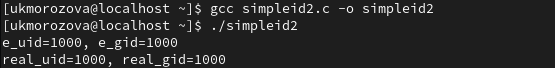 [ukmorozova@localhost ~]$ gcc simpleid2.c -o simpleid2
[ukmorozova@localhost ~]$ ./simpleid2
e_uid=1000, e_gid=1000
real_uid=1000, real_gid=1000